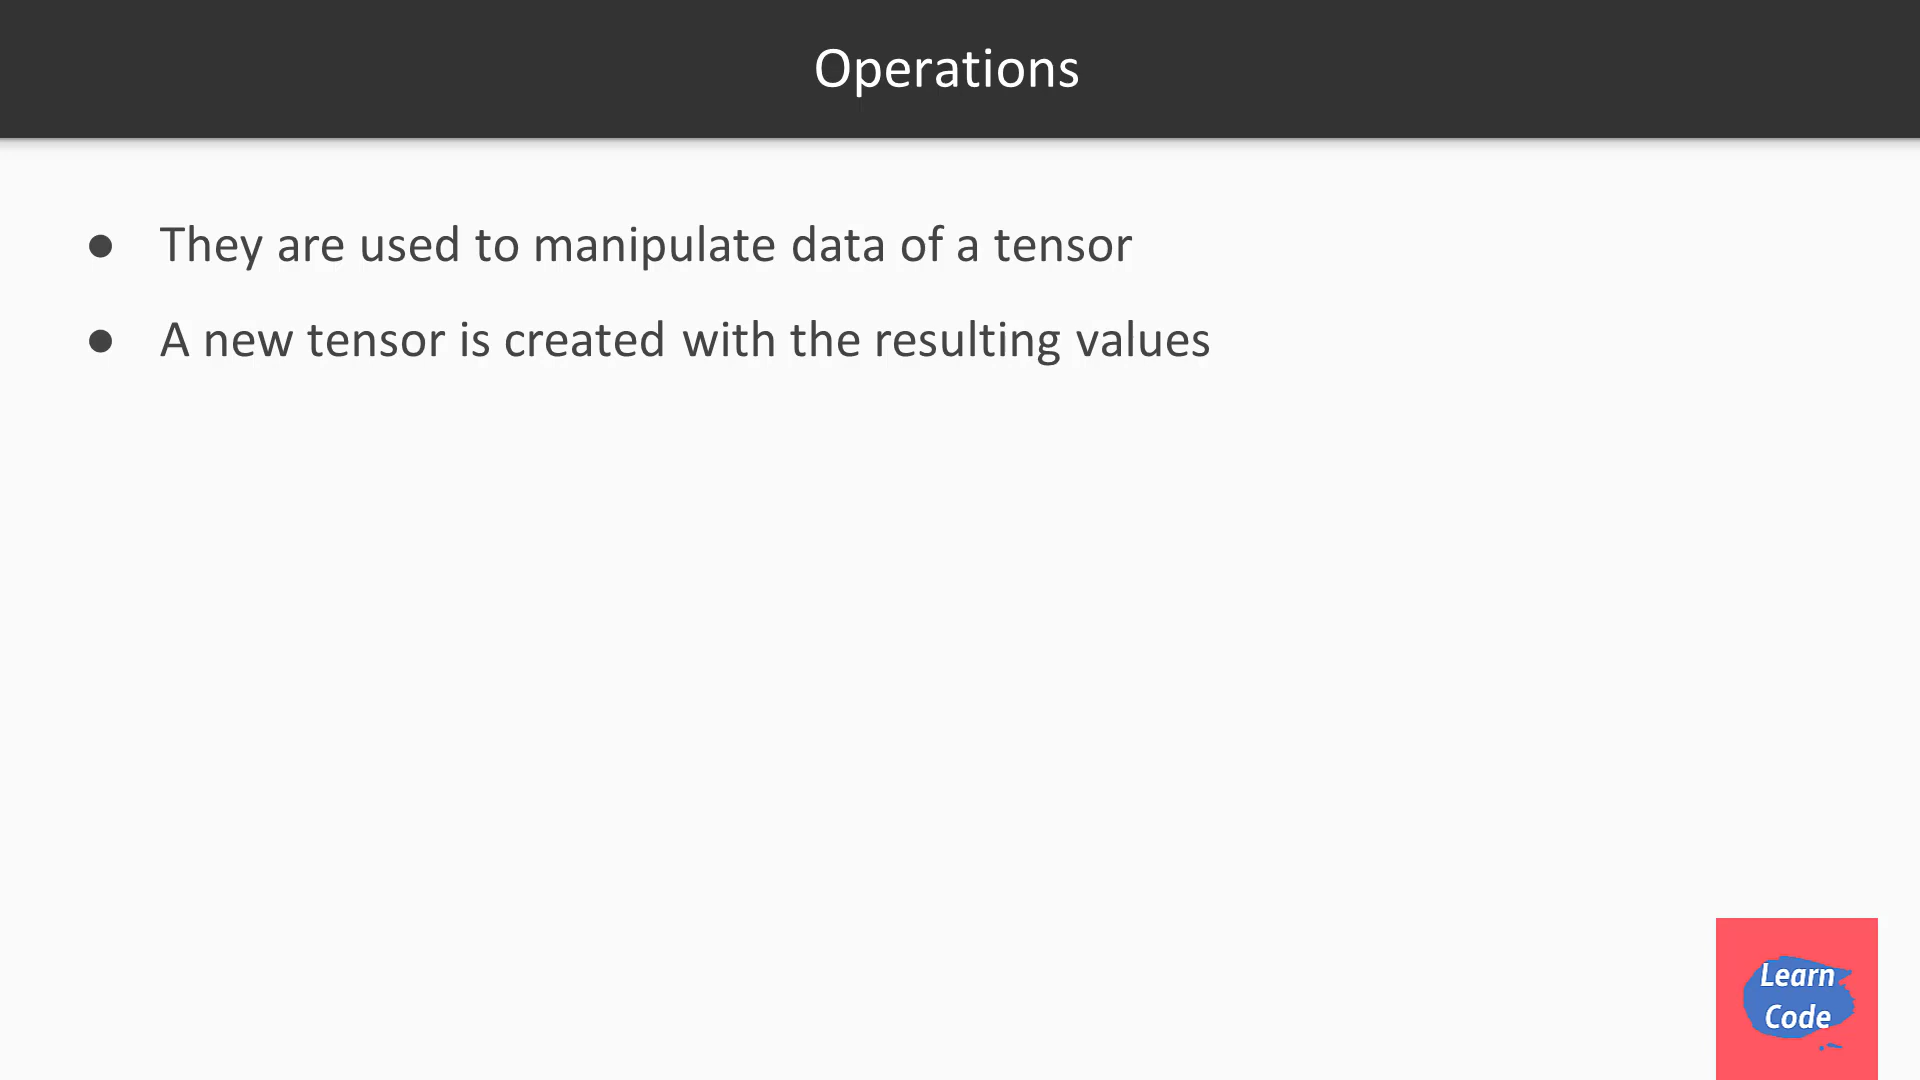 Operations
● They are used to manipulate data of a tensor
● A new tensor is created with the resulting values
Learn
Code